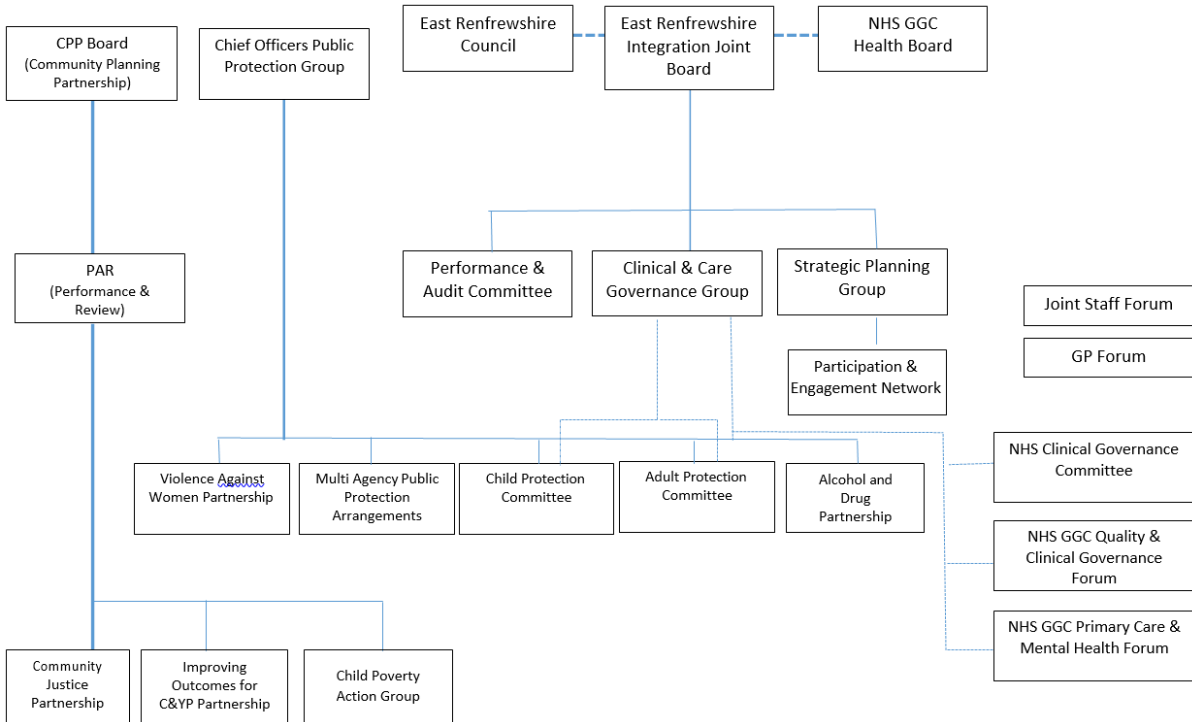 CPP Board
(Community Planning
Partnership)
Chief Officers Public
Protection Group
East Renfrewshire
Council
East Renfrewshire
Integration Joint
Board
NHS GGC
Health Board
PAR
(Performance &
Review)
Performance &
Audit Committee
Clinical & Care
Governance Group
Strategic Planning
Group
Joint Staff Forum
GP Forum
Participation &
Engagement Network
Violence Against
Women Partnership
Multi Agency Public
Protection
Arrangements
Child Protection
Committee
Adult Protection
Committee
Alcohol and
Drug
Partnership
NHS Clinical Governance
Committee
NHS GGC Quality &
Clinical Governance
Forum
NHS GGC Primary Care &
Mental Health Forum
Community
Justice
Partnership
Improving
Outcomes for
C&YP Partnership
Child Poverty
Action Group